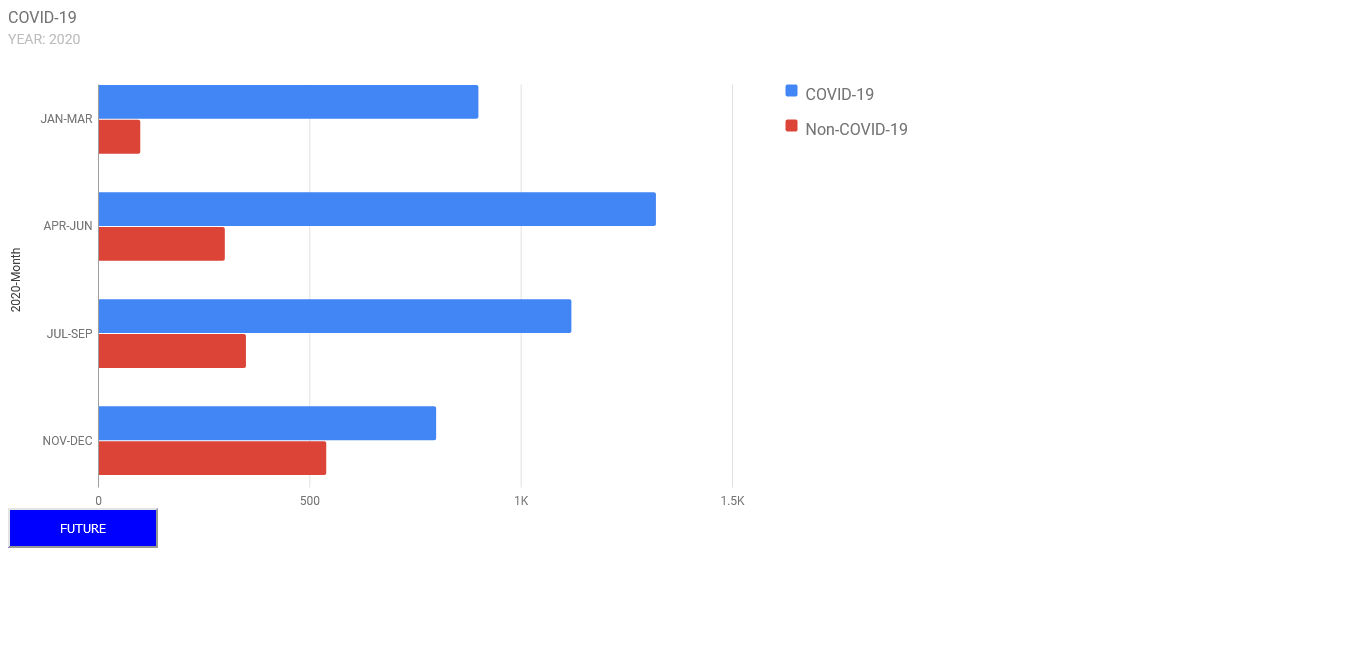 COVID-19
YEAR: 2020
COVID-19
Non-COVID-19
2020-Month
JAN-MAR
APR-JUN
JUL-SEP
NOV-DEC
0 500 1K 1.5K
FUTURE